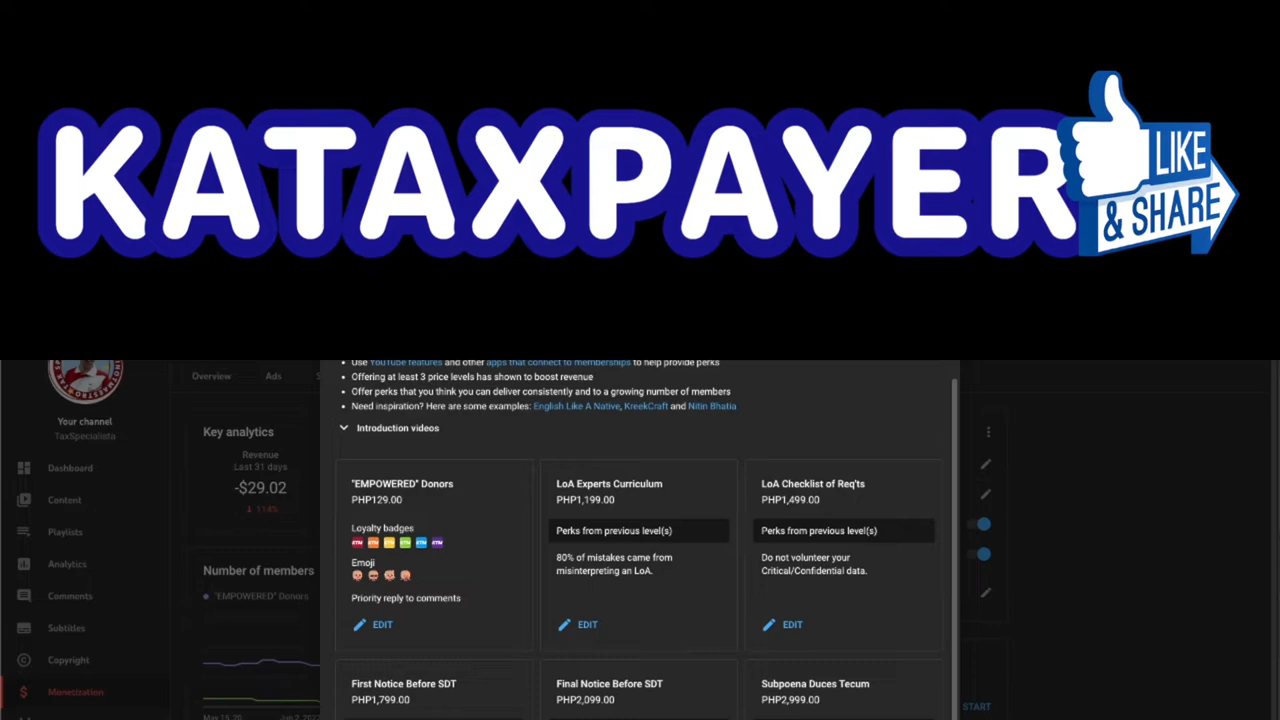 KATAXPAYER
LIKE
& SHARE
Use YouTube features and other apps that connect to memberships to help provide perks
Offering at least 3 price levels has shown to boost revenue
Offer perks that you think you can deliver consistently and to a growing number of members
Need inspiration? Here are some examples: English Like A Native, KreekCraft and Nitin Bhatia
Introduction videos
Overview
Ads
Your channel
TaxSpecialista
Dashboard
Content
Playlists
Analytics
Comments
Subtitles
Copyright
Monetization
Key analytics
Revenue
Last 31 days
-$29.02
114%
Number of members
"EMPOWERED" Donors
May 15, 20
Jun 2, 202
"EMPOWERED" Donors
PHP129.00
Loyalty badges
Emoji
Priority reply to comments
EDIT
LoA Experts Curriculum
PHP1,199.00
Perks from previous level(s)
80% of mistakes came from
misinterpreting an LoA.
EDIT
LoA Checklist of Req'ts
PHP1,499.00
Perks from previous level(s)
Do not volunteer your
Critical/Confidential data.
EDIT
First Notice Before SDT
PHP1,799.00
Final Notice Before SDT
PHP2,099.00
Subpoena Duces Tecum
PHP2,999.00
START